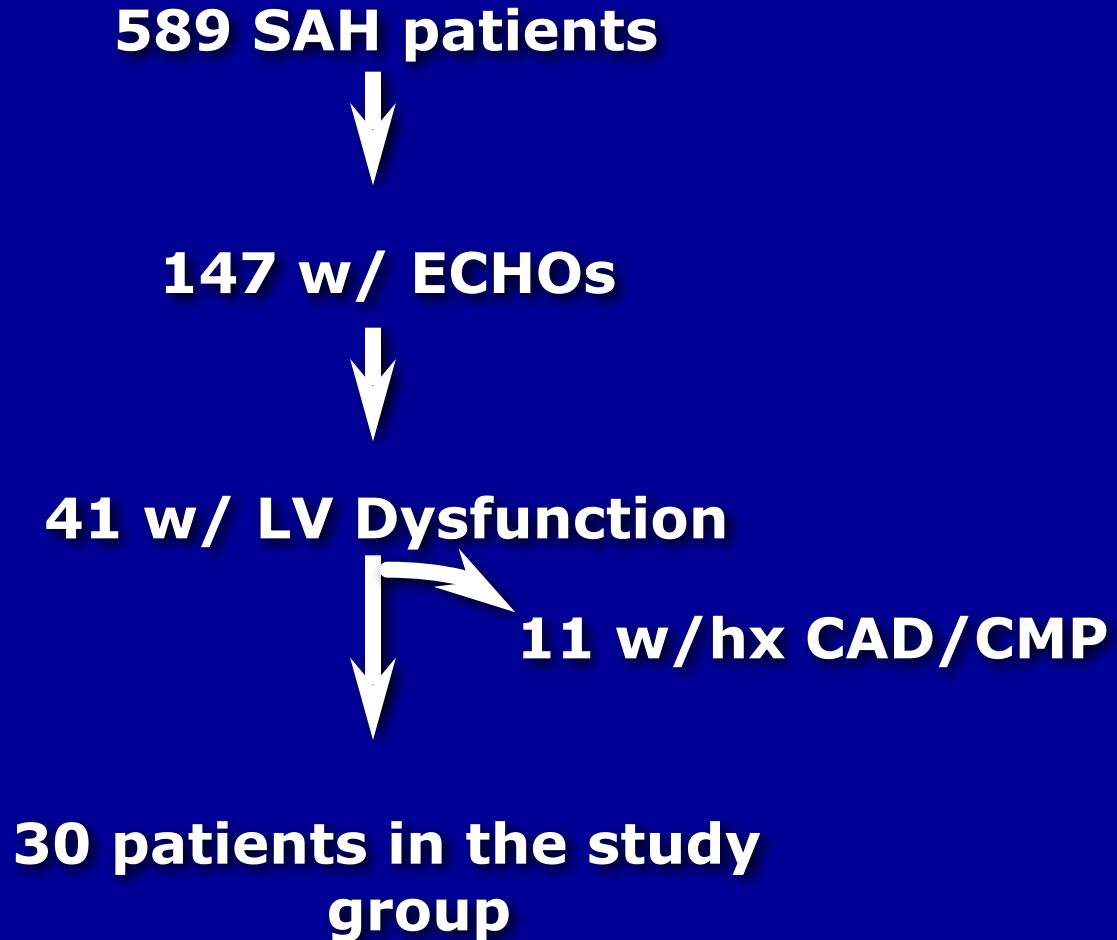 589 SAH patients
147 w/ ECHOs
41 w/ LV Dysfunction
11 w/hx CAD/CMP
30 patients in the study
group